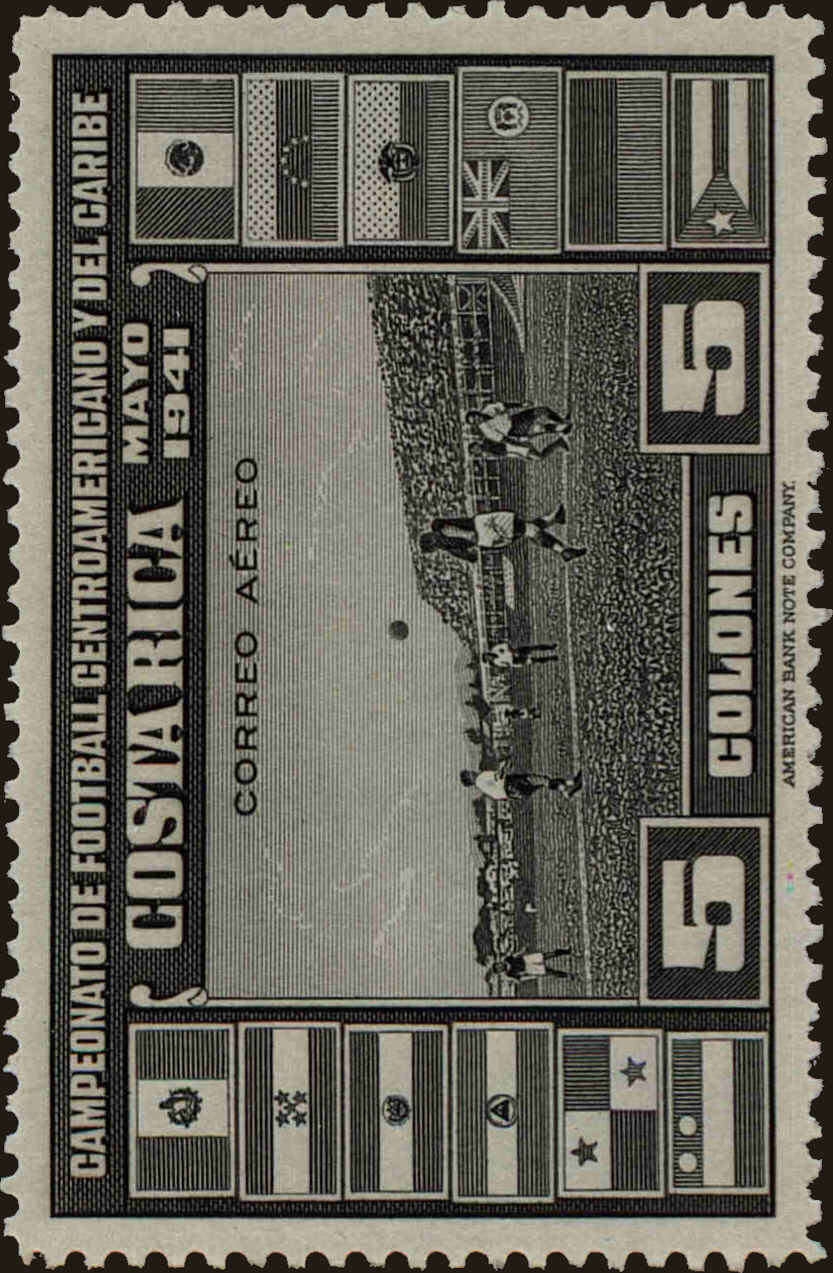 CAMPEONATO DE FOOTBALL CENTROAMERICANO Y DEL CARIBE
COSTA RICA
MAYO
1941
CORREO AÉREO
5
COLONES
5
AMERICAN BANK NOTE COMPANY.